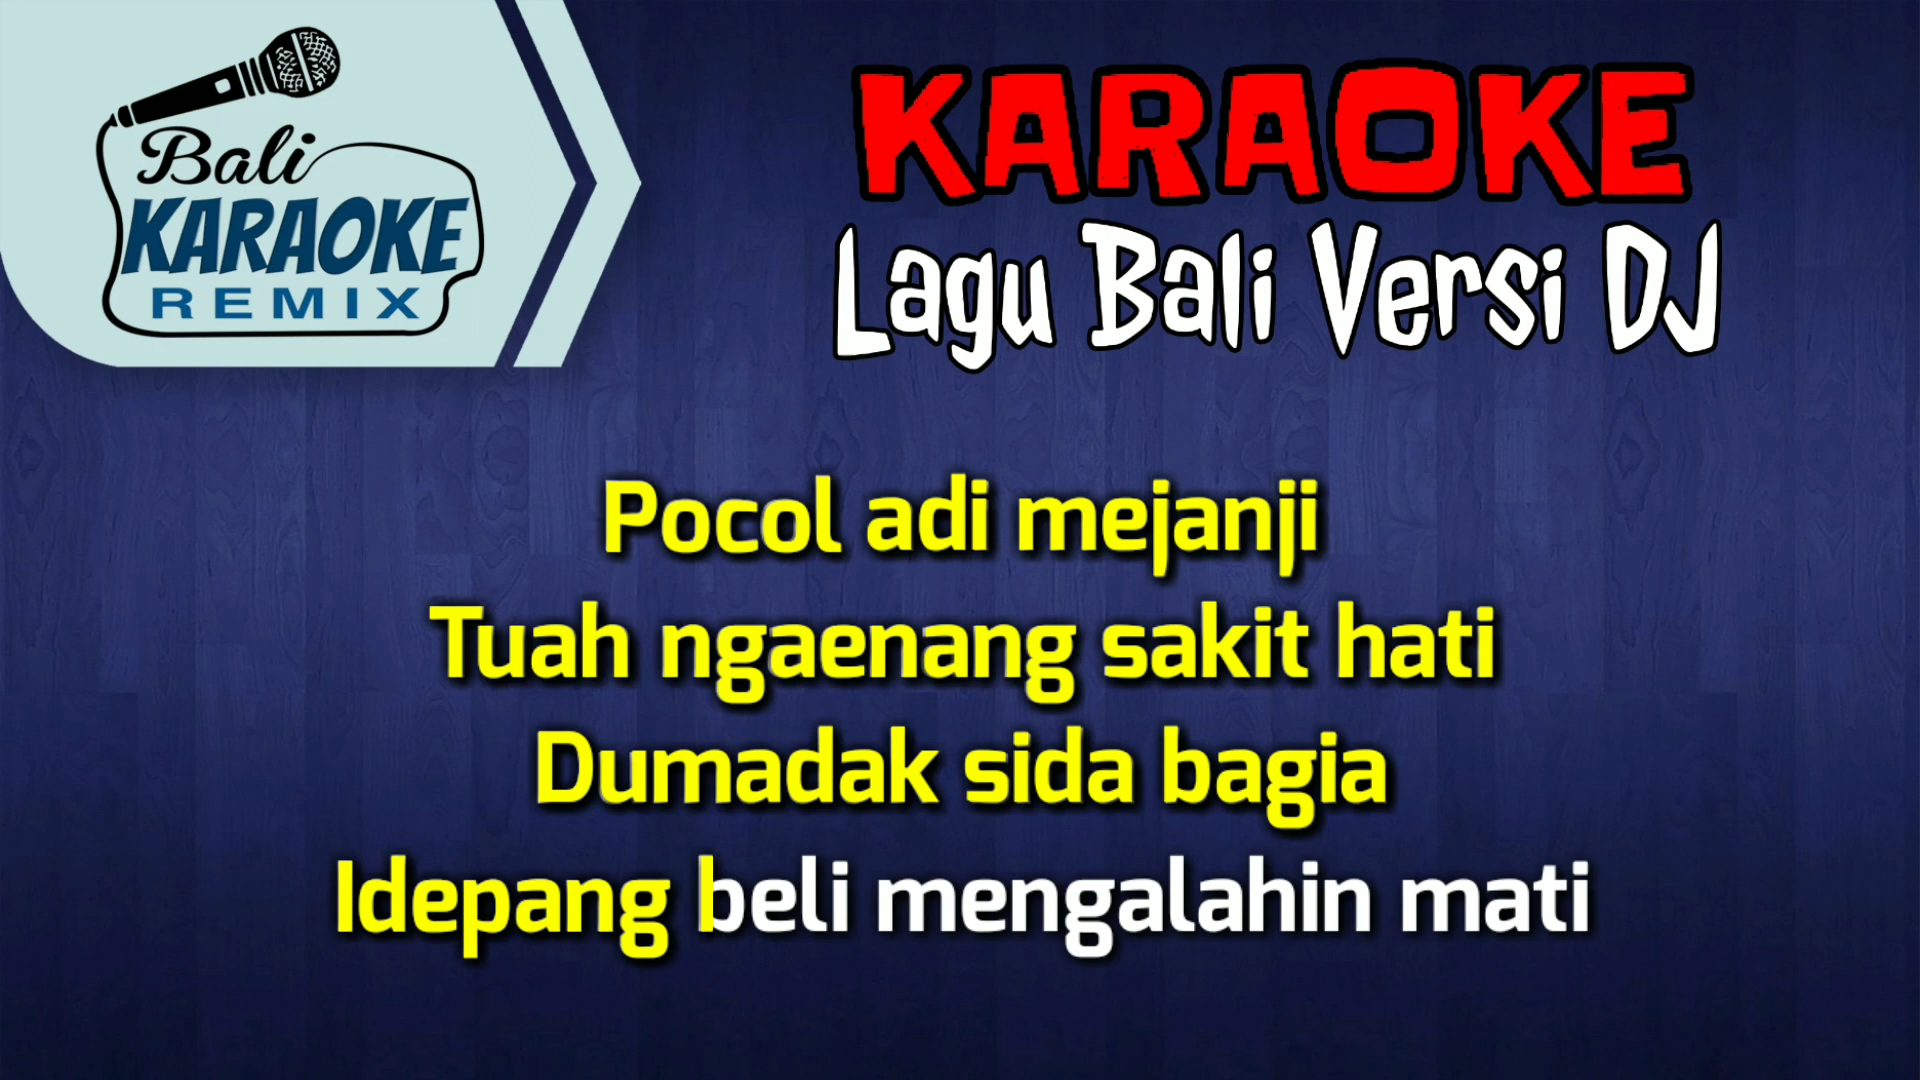 Bali
KARAOKE
REMIX
KARAOKE
Lagu Bali Versi DJ
Pocol adi mejanji
Tuah ngaenang sakit hati
Dumadak sida bagia
Idepang beli mengalahin mati